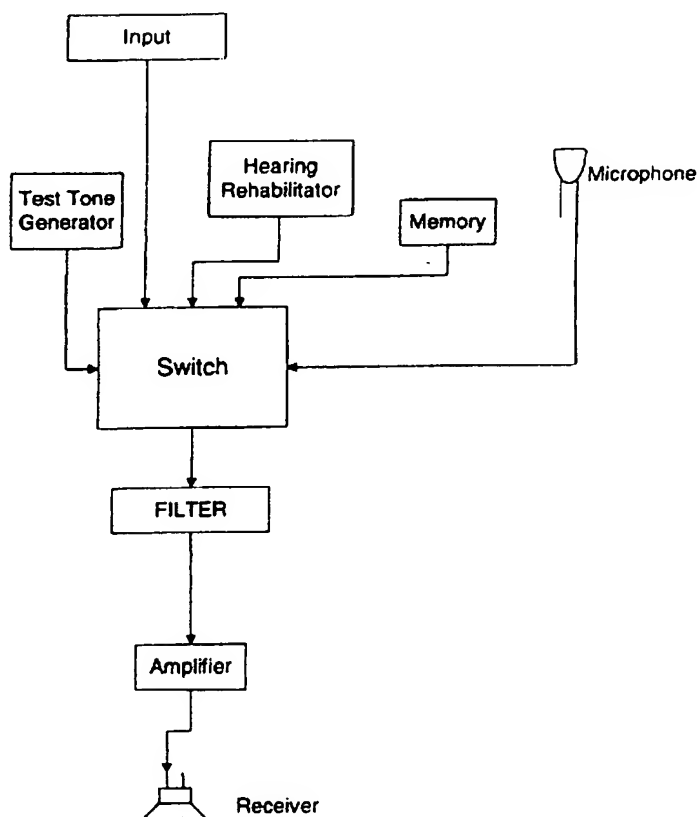 Input
Hearing
Rehabilitator
Microphone
Test Tone
Generator
Memory
Switch
FILTER
Amplifier
Receiver